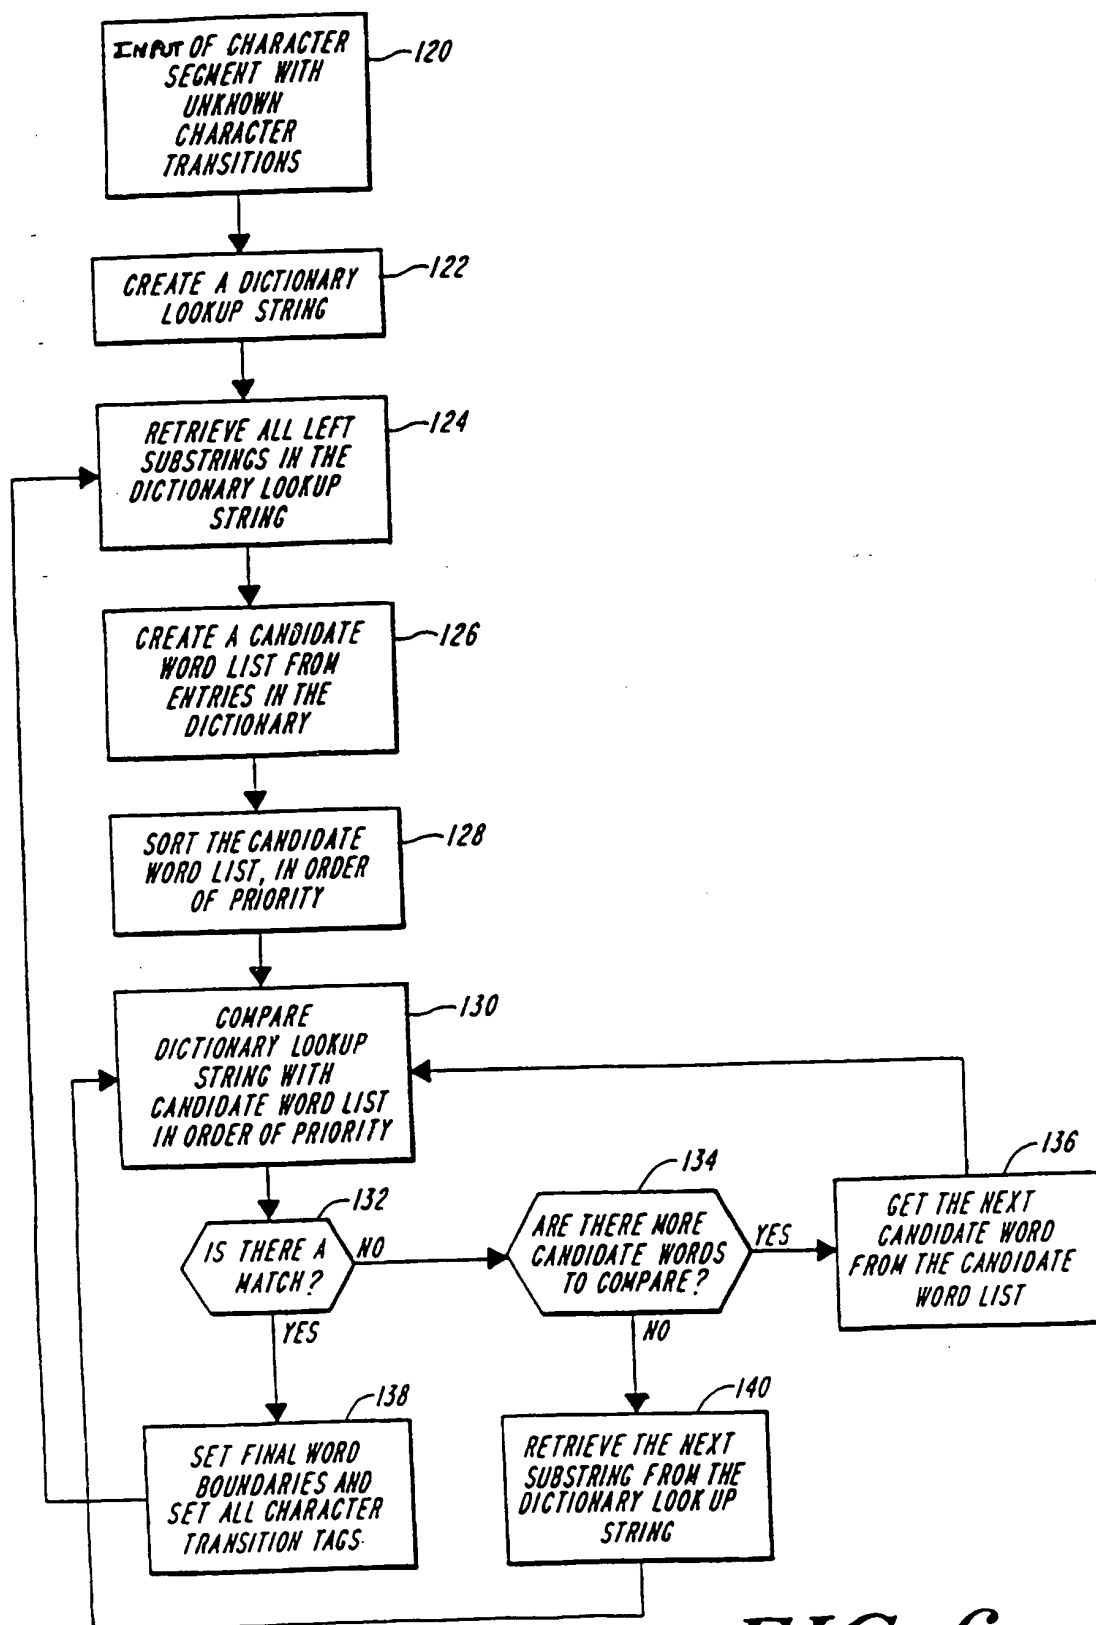 INPUT OF CHARACTER
SEGMENT WITH
UNKNOWN
CHARACTER
TRANSITIONS
120
CREATE A DICTIONARY
LOOKUP STRING
122
RETRIEVE ALL LEFT
SUBSTRINGS IN THE
DICTIONARY LOOKUP
STRING
124
CREATE A CANDIDATE
WORD LIST FROM
ENTRIES IN THE
DICTIONARY
126
SORT THE CANDIDATE
WORD LIST, IN ORDER
OF PRIORITY
128
COMPARE
DICTIONARY LOOKUP
STRING WITH
CANDIDATE WORD LIST
IN ORDER OF PRIORITY
130
IS THERE A
MATCH?
132
NO
YES
ARE THERE MORE
CANDIDATE WORDS
TO COMPARE?
134
YES
NO
GET THE NEXT
CANDIDATE WORD
FROM THE CANDIDATE
WORD LIST
136
SET FINAL WORD
BOUNDARIES AND
SET ALL CHARACTER
TRANSITION TAGS.
138
RETRIEVE THE NEXT
SUBSTRING FROM THE
DICTIONARY LOOK UP
STRING
140
FIG. 6